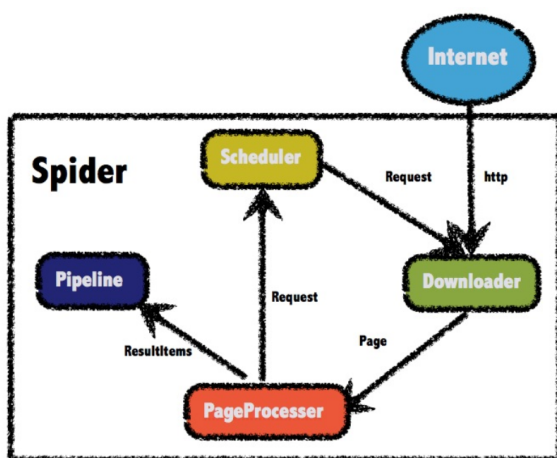 Internet
Scheduler
Spider
Request
http
Pipeline
Downloader
Request
Page
ResultItems
PageProcesser